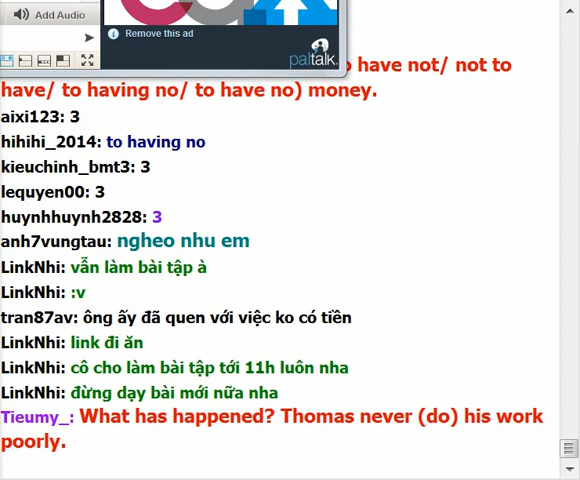 Add Audio
Remove this ad
paltalk
have not/ not to
have/ to having no/ to have no) money.
aixi123: 3
hihihi_2014: to having no
kieuchinh_bmt3: 3
lequyen00: 3
huynhhuynh2828: 3
anh7vungtau: ngheo nhu em
LinkNhi: vẫn làm bài tập à
LinkNhi: :v
tran87av: ông ấy đã quen với việc ko có tiền
LinkNhi: link đi ăn
LinkNhi: cô cho làm bài tập tới 11h luôn nha
LinkNhi: đừng dạy bài mới nữa nha
Tieumy_: What has happened? Thomas never (do) his work
poorly.